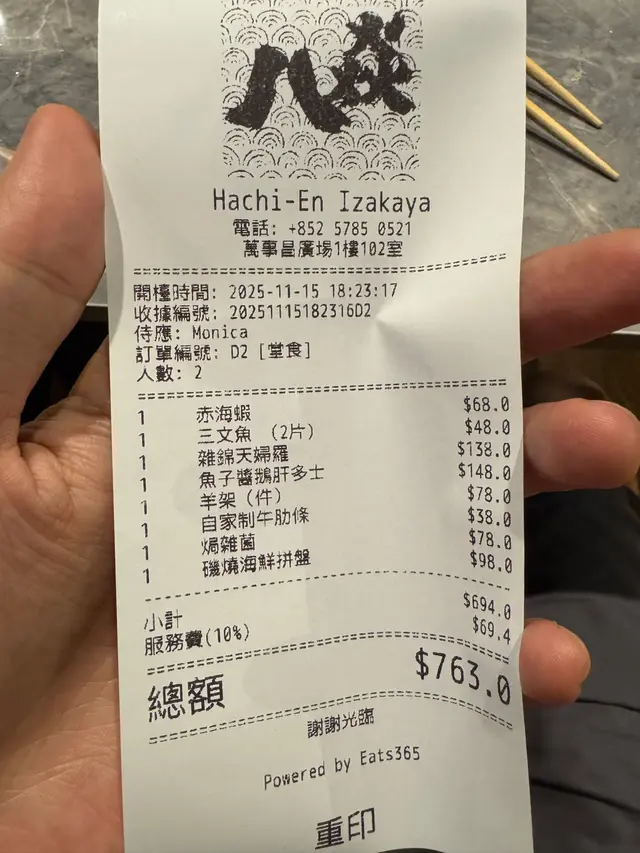 八焱
Hachi-En Izakaya
電話: +852 5785 0521
萬事昌廣場1樓102室
開檯時間: 2025-11-15 18:23:17
收據編號: 20251115182316D2
侍應: Monica
訂單編號: D2 [堂食]
人數: 2
1 赤海蝦 $68.0
1 三文魚 (2片) $48.0
1 雜錦天婦羅 $138.0
1 魚子醬鵝肝多士 $148.0
1 羊架 (件) $78.0
1 自家制牛肋條 $38.0
1 焗雜菌 $78.0
1 磯燒海鮮拼盤 $98.0
小計 $694.0
服務費(10%) $69.4
總額 $763.0
謝謝光臨
Powered by Eats365
重印